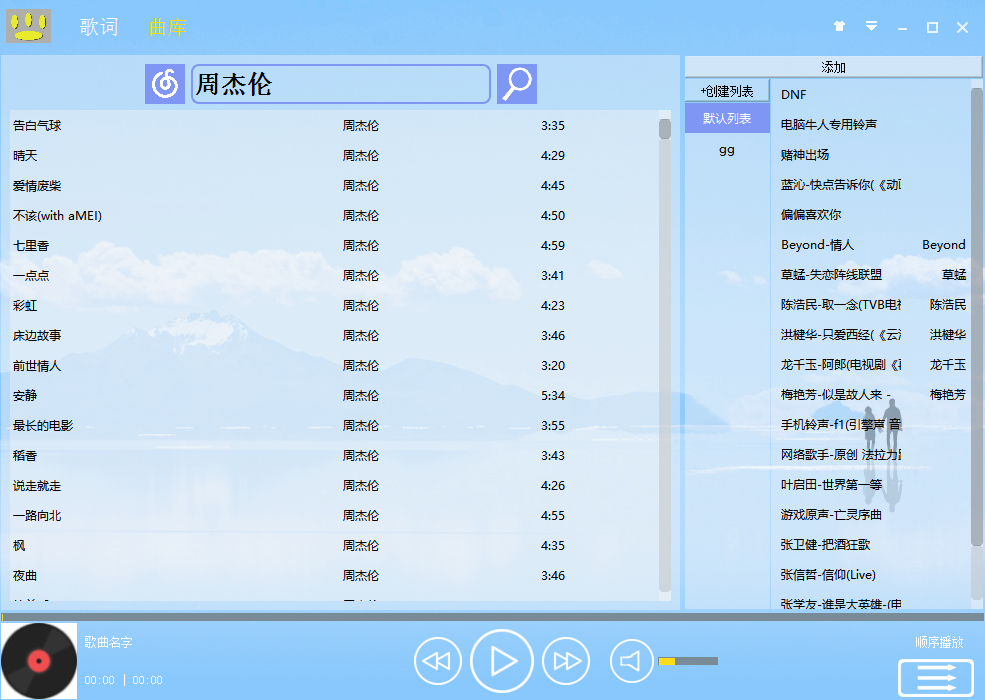 歌词 曲库
周杰伦
告白气球 周杰伦 3:35
晴天 周杰伦 4:29
爱情废柴 周杰伦 4:45
不该(with aMEI) 周杰伦 4:50
七里香 周杰伦 4:59
一点点 周杰伦 3:41
彩虹 周杰伦 4:23
床边故事 周杰伦 3:46
前世情人 周杰伦 3:20
安静 周杰伦 5:34
最长的电影 周杰伦 3:55
稻香 周杰伦 3:43
说走就走 周杰伦 4:26
一路向北 周杰伦 4:55
枫 周杰伦 4:35
夜曲 周杰伦 3:46
添加
+创建列表
默认列表
gg
DNF
电脑牛人专用铃声
赌神出场
蓝沁-快点告诉你(《动
偏偏喜欢你
Beyond-情人 Beyond
草蜢-失恋阵线联盟 草蜢
陈浩民-取一念(TVB电 陈浩民
洪楗华-只爱西经(《云 洪楗华
龙千玉-阿郎(电视剧《 龙千玉
梅艳芳-似是故人来 - 梅艳芳
手机铃声-f1(引擎声 音
网络歌手-原创 法拉力
叶启田-世界第一等
游戏原声-亡灵序曲
张卫健-把酒狂歌
张信哲-信仰(Live)
张学友-谁是大英雄-(电
歌曲名字
00:00 | 00:00
顺序播放